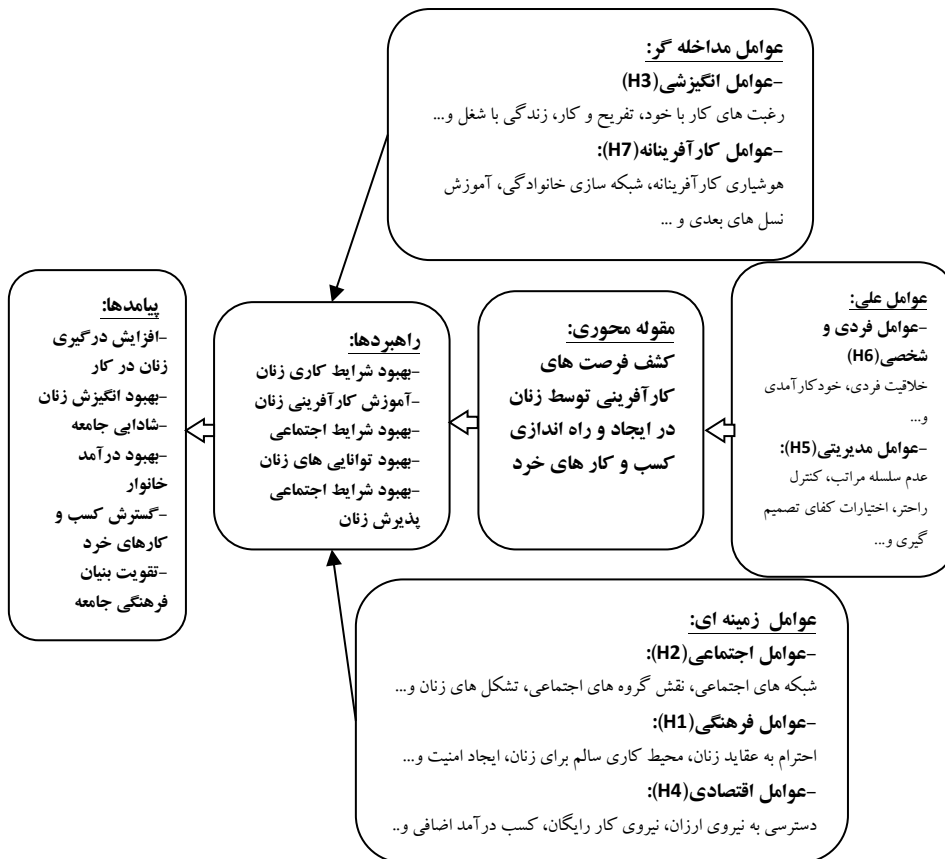 عوامل مداخله گر:
-عوامل انگیزشی(H3)
رغبت های کار با خود، تفریح و کار، زندگی با شغل و...
-عوامل کارآفرینانه(H7):
هوشیاری کارآفرینانه، شبکه سازی خانوادگی، آموزش
نسل های بعدی و ...
عوامل علی:
-عوامل فردی و
شخصی(H6)
خلاقیت فردی، خودکارآمدی
و...
-عوامل مدیریتی(H5):
عدم سلسله مراتب، کنترل
راحتر، اختیارات کفای تصمیم
گیری و...
مقوله محوری:
کشف فرصت های
کارآفرینی توسط زنان
در ایجاد و راه اندازی
کسب و کار های خرد
راهبردها:
-بهبود شرایط کاری زنان
-آموزش کارآفرینی زنان
-بهبود شرایط اجتماعی
-بهبود توانایی های زنان
-بهبود شرایط اجتماعی
پذیرش زنان
پیامدها:
-افزایش درگیری
زنان در کار
-بهبود انگیزش زنان
-شادابی جامعه
-بهبود درآمد
خانوار
-گسترش کسب و
کارهای خرد
-تقویت بنیان
فرهنگی جامعه
عوامل زمینه ای:
-عوامل اجتماعی(H2):
شبکه های اجتماعی، نقش گروه های اجتماعی، تشکل های زنان و...
-عوامل فرهنگی(H1):
احترام به عقاید زنان، محیط کاری سالم برای زنان، ایجاد امنیت و...
-عوامل اقتصادی(H4):
دسترسی به نیروی ارزان، نیروی کار رایگان، کسب درآمد اضافی و..